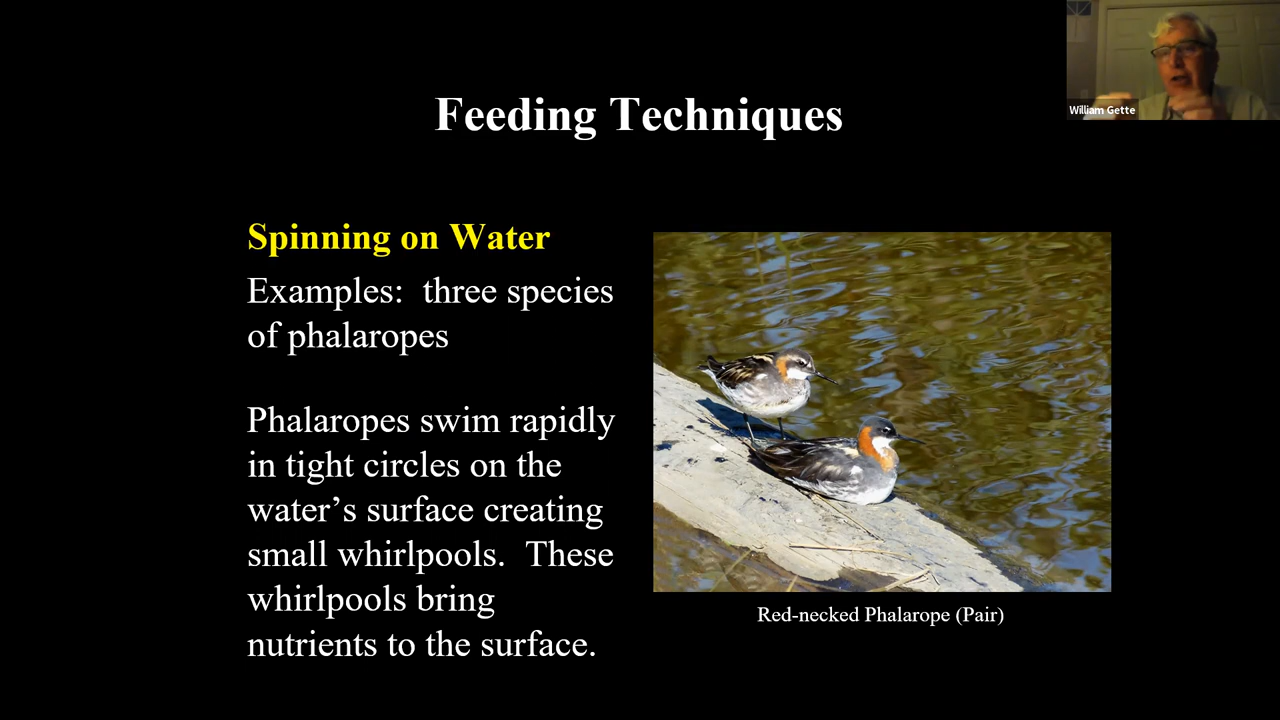 William Gette
Feeding Techniques
Spinning on Water
Examples:  three species
of phalaropes
Phalaropes swim rapidly
in tight circles on the
water’s surface creating
small whirlpools.  These
whirlpools bring
nutrients to the surface.
Red-necked Phalarope (Pair)